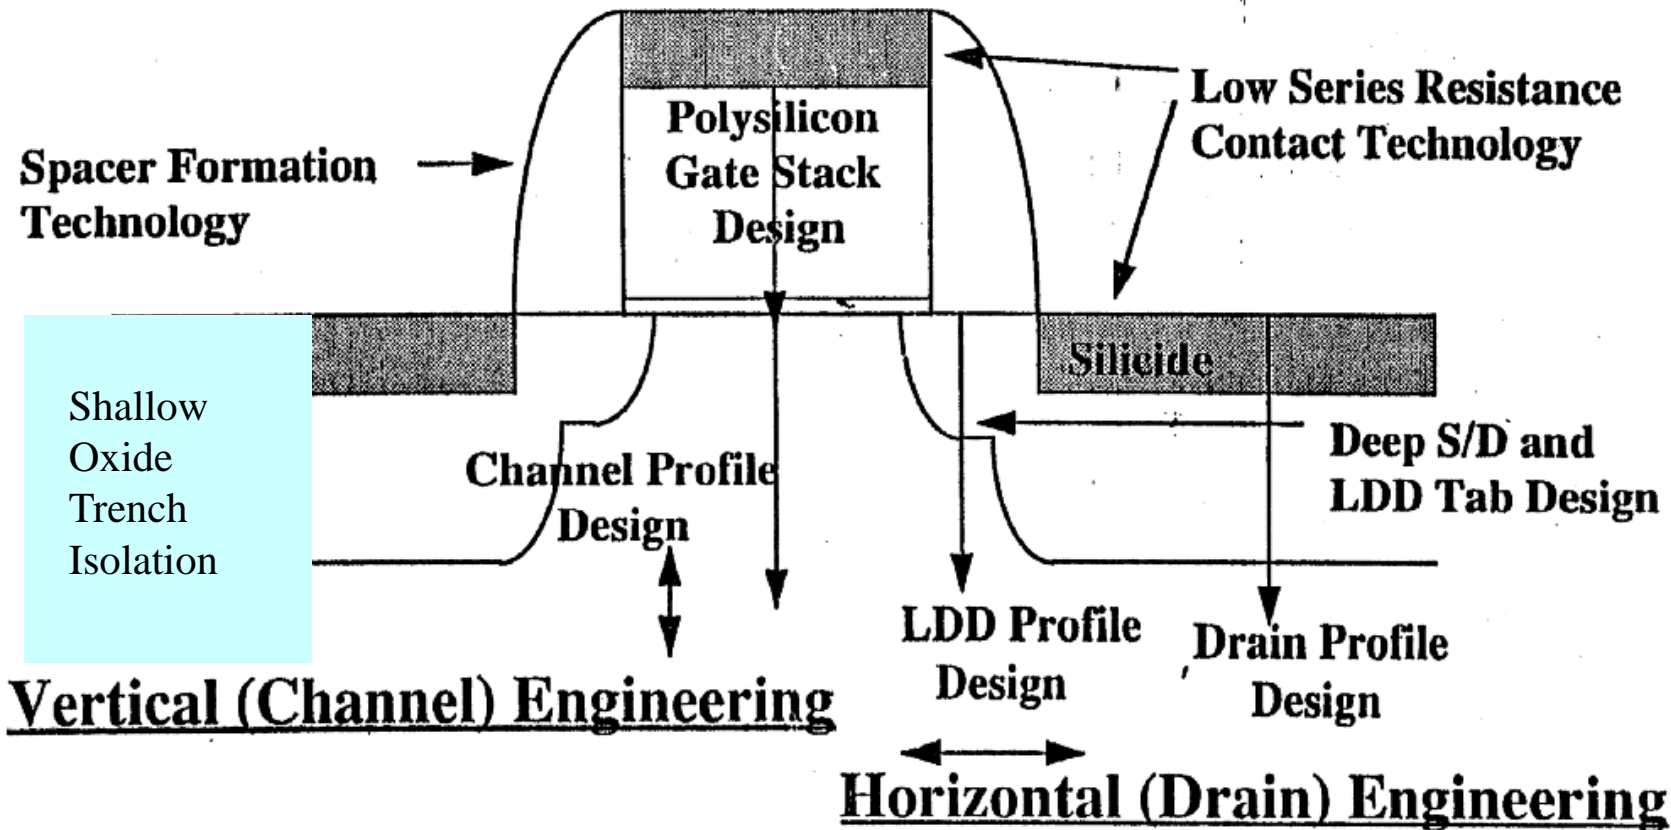 Low Series Resistance
Contact Technology
Polysilicon
Gate Stack
Design
Spacer Formation
Technology
Silicide
Shallow
Oxide
Trench
Isolation
Channel Profile
Design
Deep S/D and
LDD Tab Design
LDD Profile
Design
Drain Profile
Design
Vertical (Channel) Engineering
Horizontal (Drain) Engineering